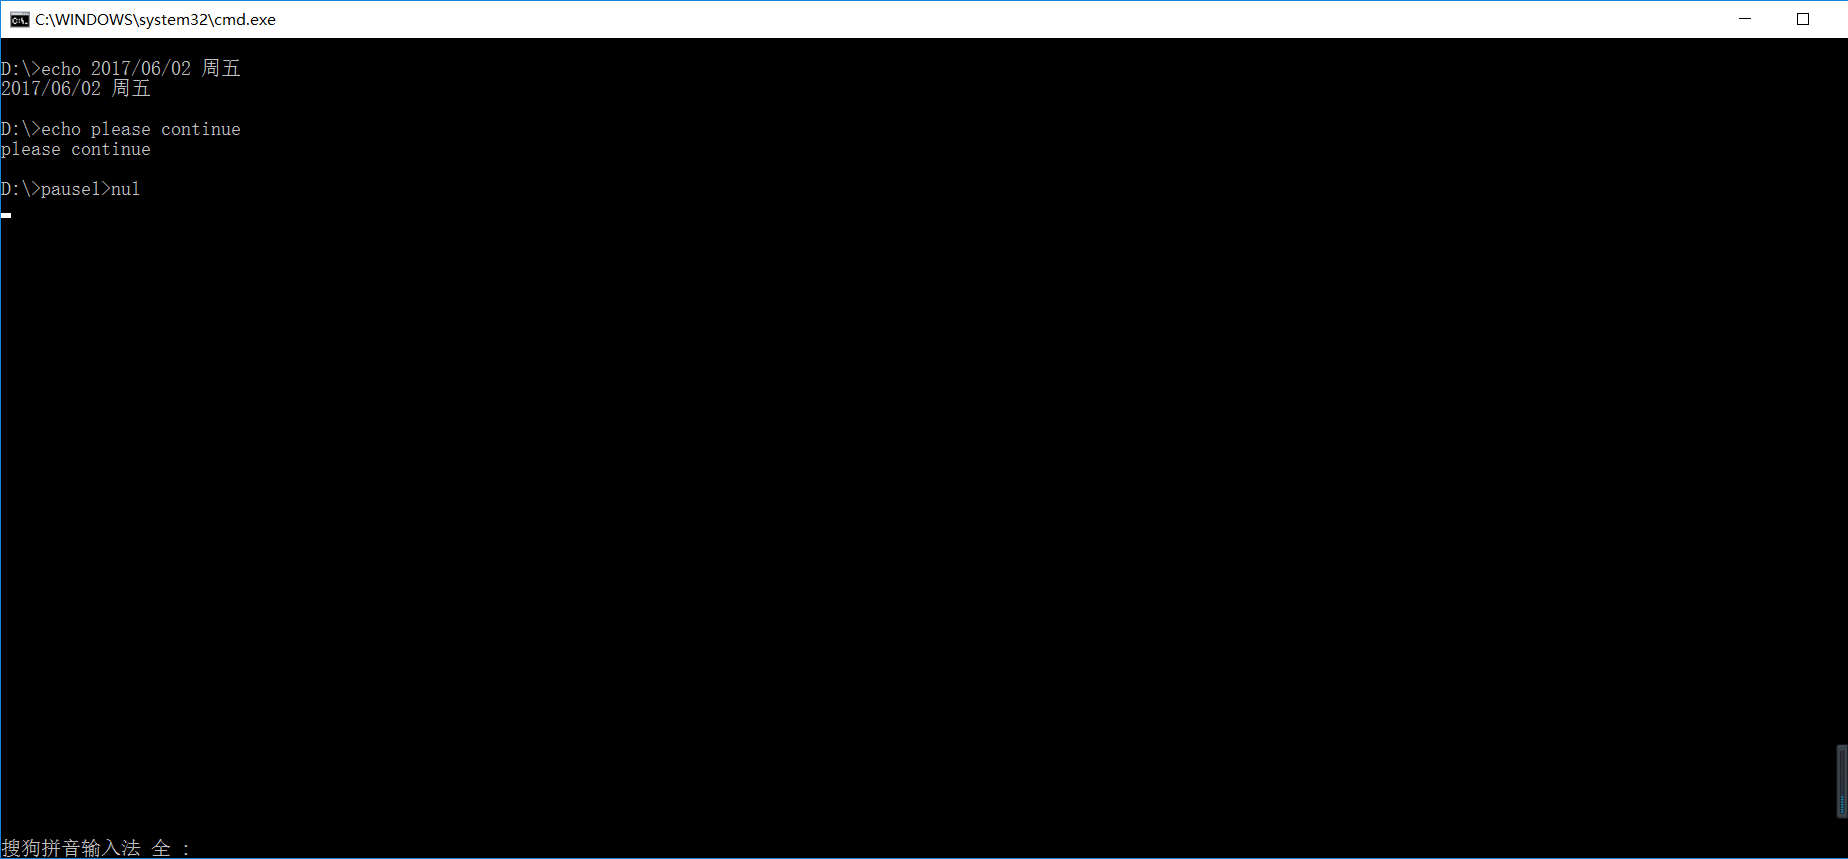 C:\WINDOWS\system32\cmd.exe
D:\>echo 2017/06/02 周五
2017/06/02 周五
D:\>echo please continue
please continue
D:\>pause1>nul
搜狗拼音输入法 全 :